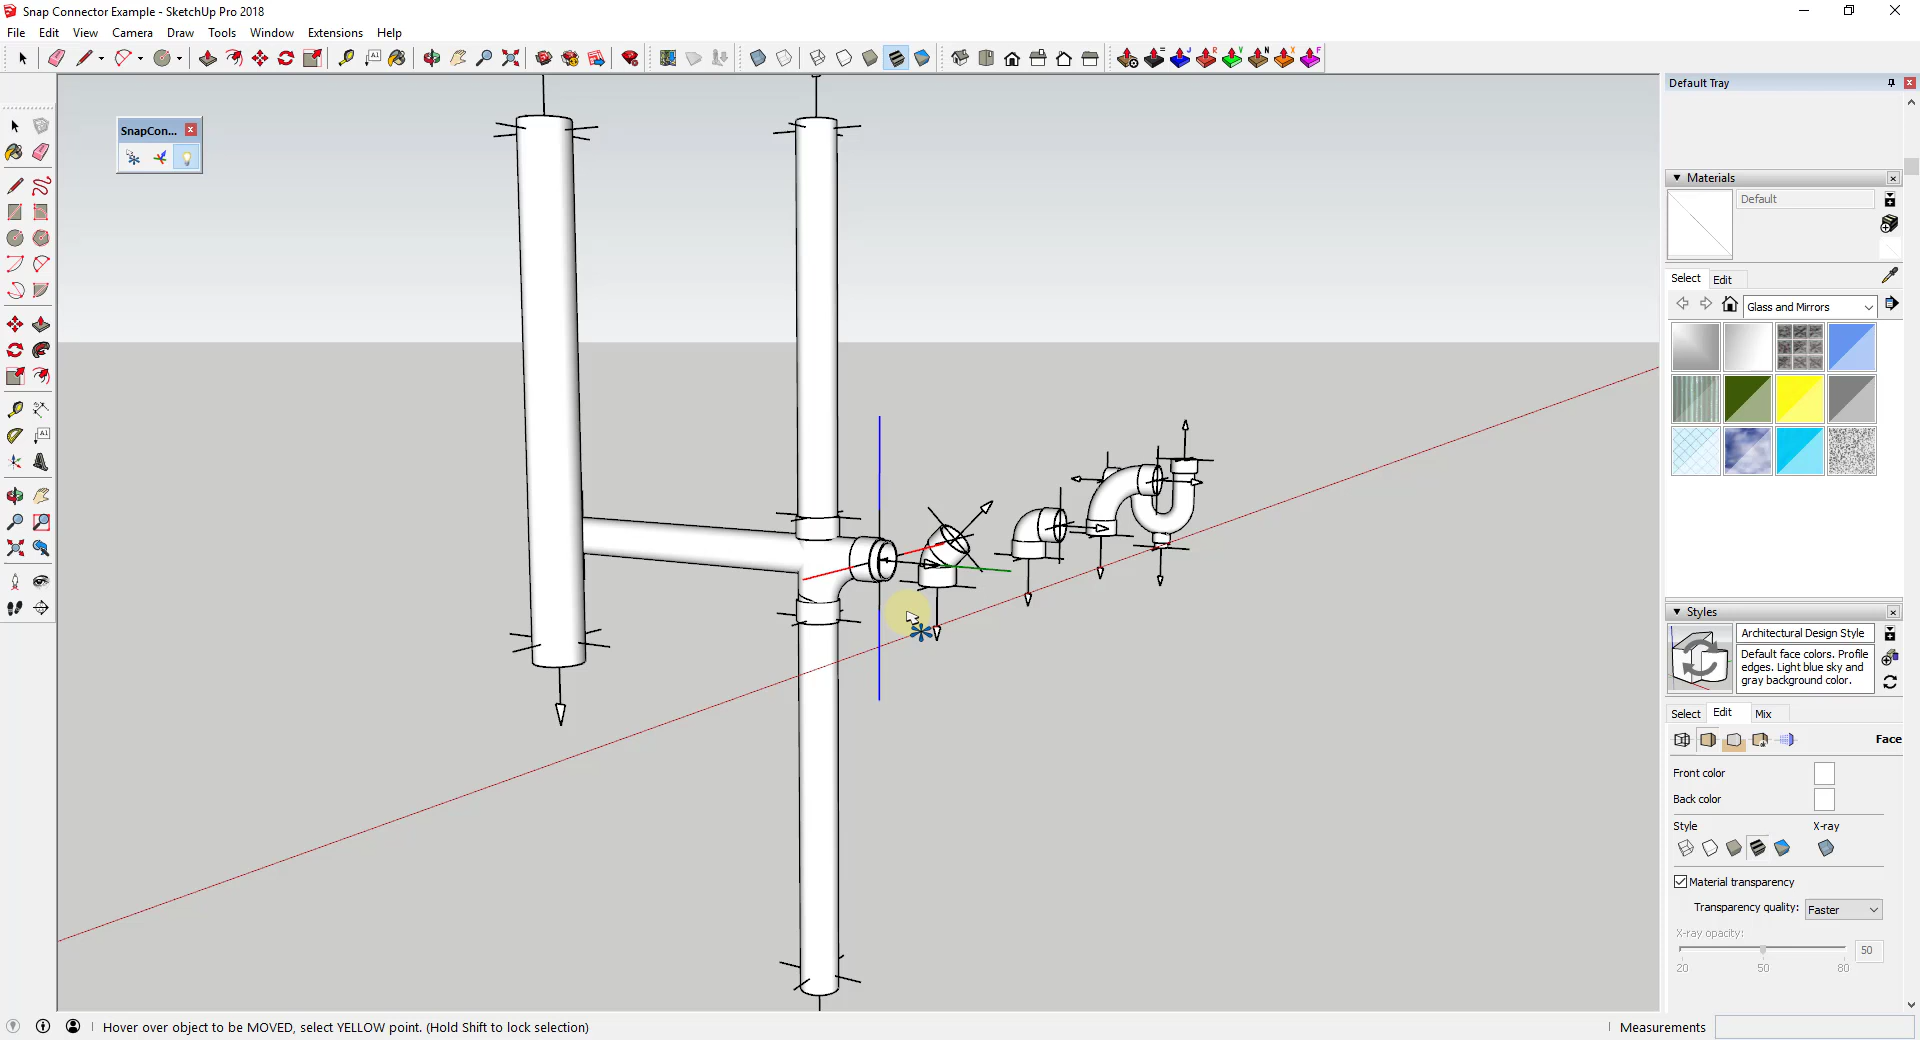 Snap Connector Example - SketchUp Pro 2018
File Edit View Camera Draw Tools Window Extensions Help
Default Tray
SnapCon...
Materials
Default
Select Edit
Glass and Mirrors
Styles
Architectural Design Style
Default face colors. Profile
edges. Light blue sky and
gray background color.
Select Edit Mix
Face
Front color
Back color
Style X-ray
Material transparency
Transparency quality: Faster
X-ray opacity:
50
20 50 80
Hover over object to be MOVED, select YELLOW point. (Hold Shift to lock selection)
Measurements